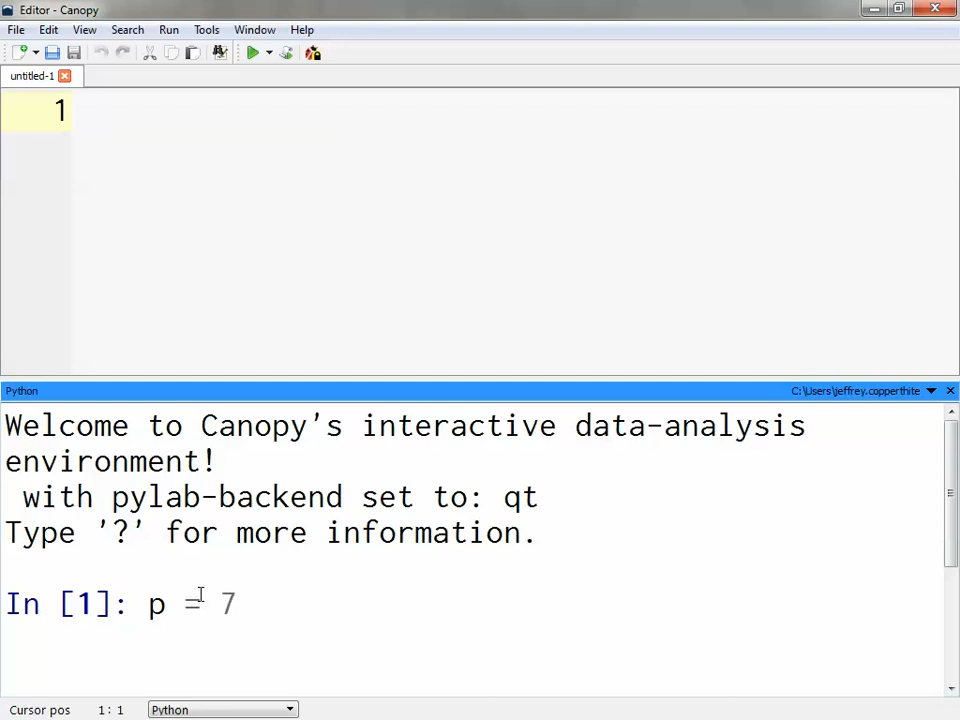 Editor - Canopy
File Edit View Search Run Tools Window Help
untitled-1
1
Python C:\Users\jeffrey.copperthite
Welcome to Canopy's interactive data-analysis
environment!
with pylab-backend set to: qt
Type '?' for more information.
In [1]: p = 7
Cursor pos 1: 1 Python